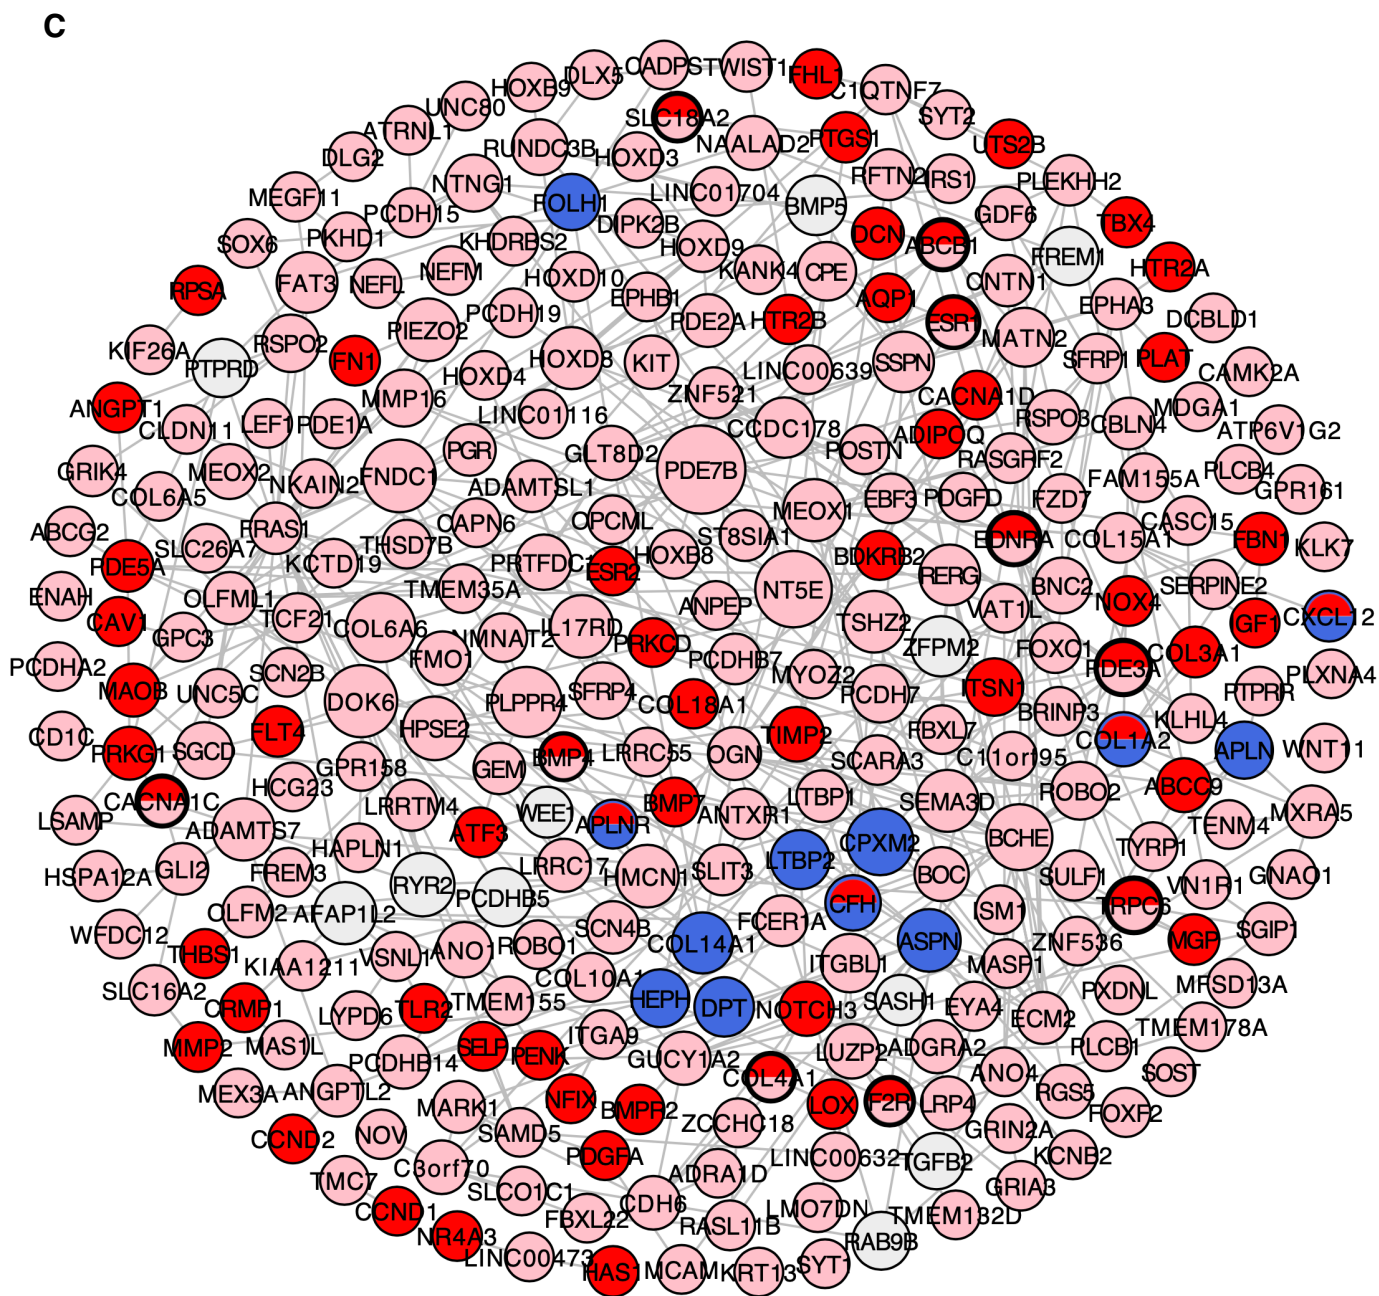 C
CADPS
TWIST1
FHL1
DLX5
HOXB9
C1QTNF7
UNC80
SYT2
SLC18A2
ATRNL1
PTGS1
UTS2B
NAALAD2
RUNDC3B
HOXD3
DLG2
RFTN2
IRS1
PLEKHH2
NTNG1
LINC01704
MEGF11
FOLH1
BMP5
PCDH15
GDF6
TBX4
DIPK2B
DCN
PKHD1
KHDRBS2
SOX6
HOXD9
ABCB1
FREM1
HTR2A
KANK4
CPE
NEFM
HOXD10
FAT3
NEFL
CNTN1
RPSA
EPHB1
AQP1
EPHA3
PCDH19
DCBLD1
PDE2A
HTR2B
ESR1
PIEZO2
MATN2
RSPO2
KIF26A
HOXD8
PTPRD
FN1
KIT
SSPN
SFRP1
PLAT
LINC00639
HOXD4
CAMK2A
ZNF521
CACNA1D
MMP16
ANGPT1
MDGA1
LINC01116
RSPO3
LEF1
PDE1A
CLDN11
CCDC178
CBLN4
ATP6V1G2
ADIPOQ
PGR
GLT8D2
POSTN
RASGRF2
PDE7B
GRIK4
MEOX2
FNDC1
PLCB4
NKAIN2
FAM155A
ADAMTSL1
GPR161
COL6A5
EBF3
PDGFD
FZD7
MEOX1
CAPN6
OPCML
CASC15
FRAS1
ABCG2
ST8SIA1
EDNRA
COL15A1
FBN1
KLK7
SLC26A7
THSD7B
HOXB8
BDKRB2
KCTD19
PRTFDC1
PDE5A
ESR2
RERG
BNC2
SERPINE2
TMEM35A
NT5E
ENAH
OLFML1
NOX4
ANPEP
VAT1L
TCF21
CXCL12
CAV1
COL6A6
IL17RD
TSHZ2
GPC3
NMNAT2
PRKCD
ZFPM2
FOXC1
COL3A1
FMO1
PCDHB7
PCDHA2
SCN2B
MYOZ2
PDE3A
PLXNA4
MAOB
UNC5C
SFRP4
PCDH7
ITSN1
PTPRR
DOK6
PLPPR4
COL18A1
BRINP3
KLHL4
FLT4
HPSE2
FBXL7
CD1C
TIMP2
COL1A2
PRKG1
SGCD
APLN
WNT11
BMP4
LRRC55
OGN
SCARA3
C11orf195
GPR158
GEM
HCG23
ABCC9
CACNA1C
LRRTM4
BMP7
LTBP1
SEMA3D
ROBO2
WEE1
LSAMP
ANTXR1
MXRA5
ADAMTS7
ATF3
APLNR
TENM4
BCHE
HAPLN1
CPXM2
TYRP1
LTBP2
LRRC17
HSPA12A
GLI2
FREM3
HMCN1
SLIT3
BOC
SULF1
VN1R1
GNAO1
RYR2
PCDHB5
CFH
TRPC6
OLFM2
AFAP1L2
FCER1A
ISM1
SCN4B
WFDC12
SGIP1
MGP
ASPN
ZNF536
COL14A1
ROBO1
THBS1
VSNL1
ANO1
KIAA1211
ITGBL1
MASP1
COL10A1
SLC16A2
MFSD13A
PXDNL
HEPH
DPT
TMEM155
NOTCH3
SASH1
EYA4
CRMP1
TLR2
LYPD6
ECM2
TMEM178A
ITGA9
MMP2
MAS1L
SELP
PENK
GUCY1A2
LUZP2
ADGRA2
PLCB1
PCDHB14
ANO4
SOST
COL4A1
MEX3A
ANGPTL2
NFIX
RGS5
MARK1
BMPR2
LOX
F2R
LRP4
FOXF2
ZCCHC18
CCND2
NOV
SAMD5
GRIN2A
PDGFA
LINC00632
TGFB2
KCNB2
C3orf70
ADRA1D
TMC7
SLCO1C1
GRIA3
CDH6
LMO7DN
CCND1
FBXL22
RASL11B
TMEM132D
NR4A3
RAB9B
LINC00473
SYT1
HAS1
MCAM
KRT13